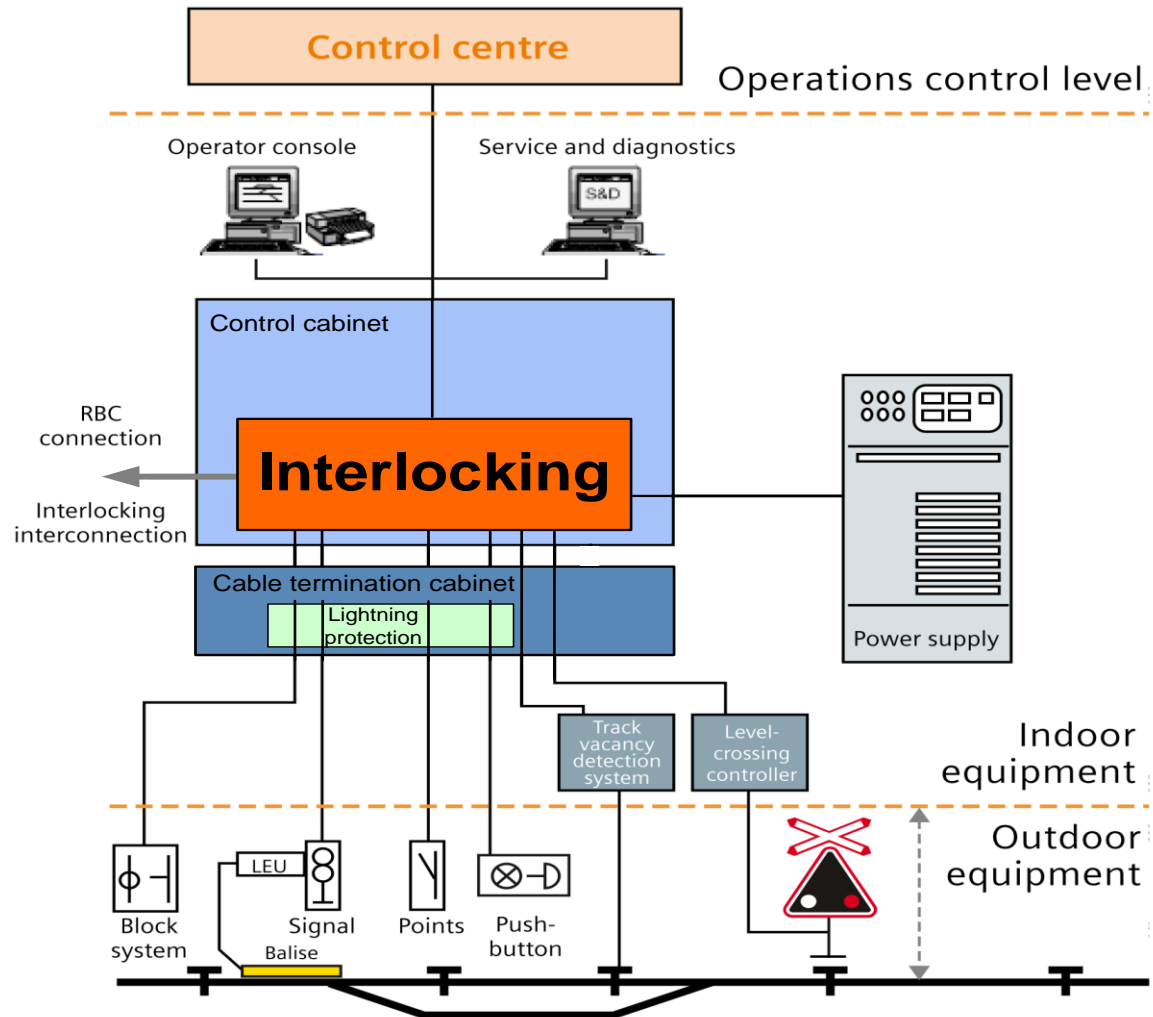 Control centre
Operations control level
Operator console
Service and diagnostics
S&D
Control cabinet
RBC
connection
Interlocking
Interlocking
interconnection
Cable termination cabinet
Lightning
protection
Power supply
Track
vacancy
detection
system
Level-
crossing
controller
Indoor
equipment
Outdoor
equipment
LEU
Block
system
Signal
Points
Push-
button
Balise